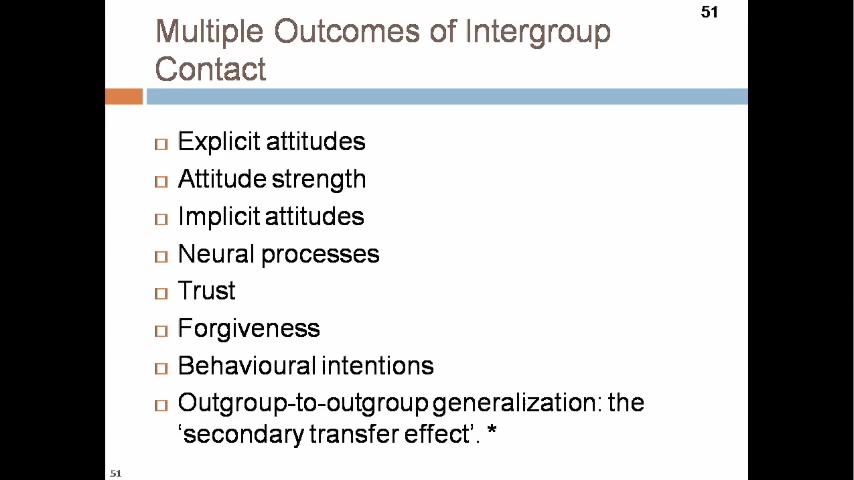 51
Multiple Outcomes of Intergroup
Contact
Explicit attitudes
Attitude strength
Implicit attitudes
Neural processes
Trust
Forgiveness
Behavioural intentions
Outgroup-to-outgroup generalization: the
‘secondary transfer effect’. *
51